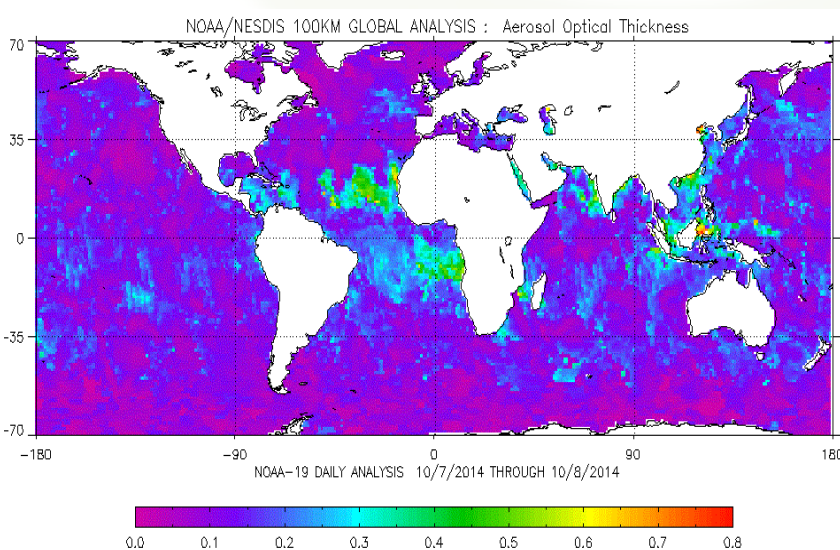 NOAA/NESDIS 100KM GLOBAL ANALYSIS : Aerosol Optical Thickness
70
35
0
-35
-70
-180 -90 0 90 180
NOAA-19 DAILY ANALYSIS 10/7/2014 THROUGH 10/8/2014
0.0 0.1 0.2 0.3 0.4 0.5 0.6 0.7 0.8